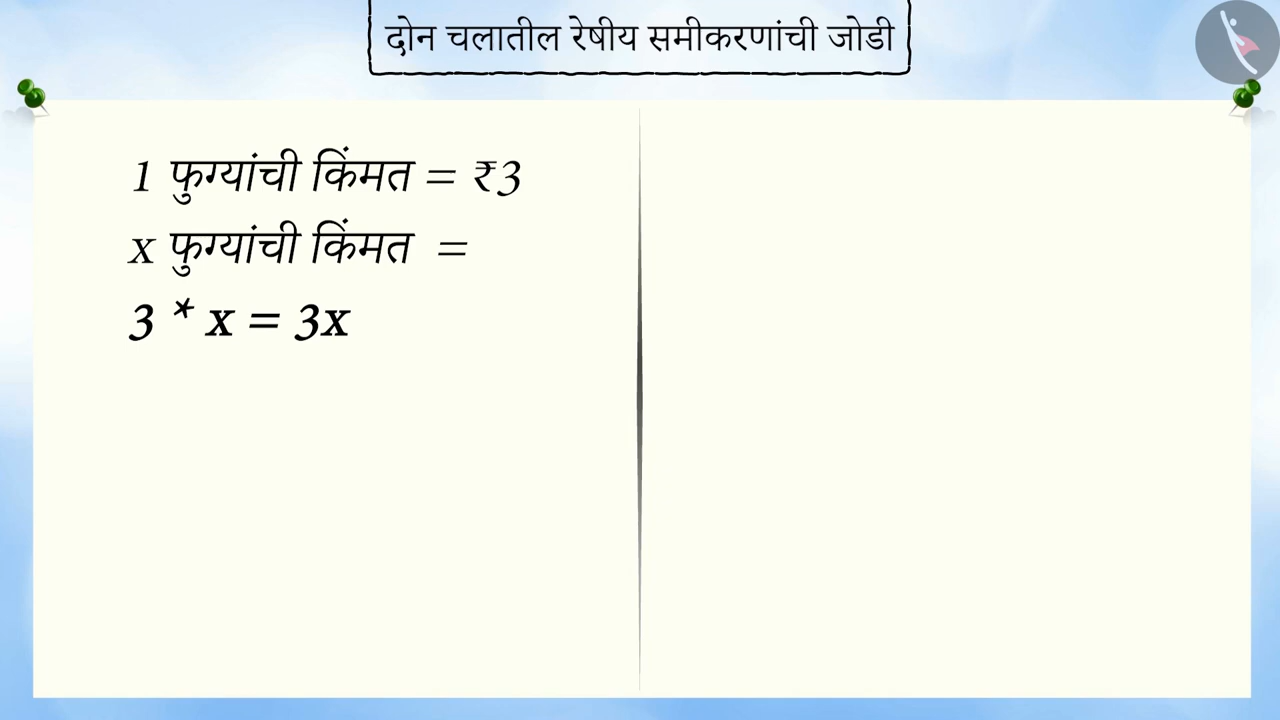 दोन चलातील रेषीय समीकरणांची जोडी
1 फुग्यांची किंमत = ₹3
x फुग्यांची किंमत =
3 * x = 3x